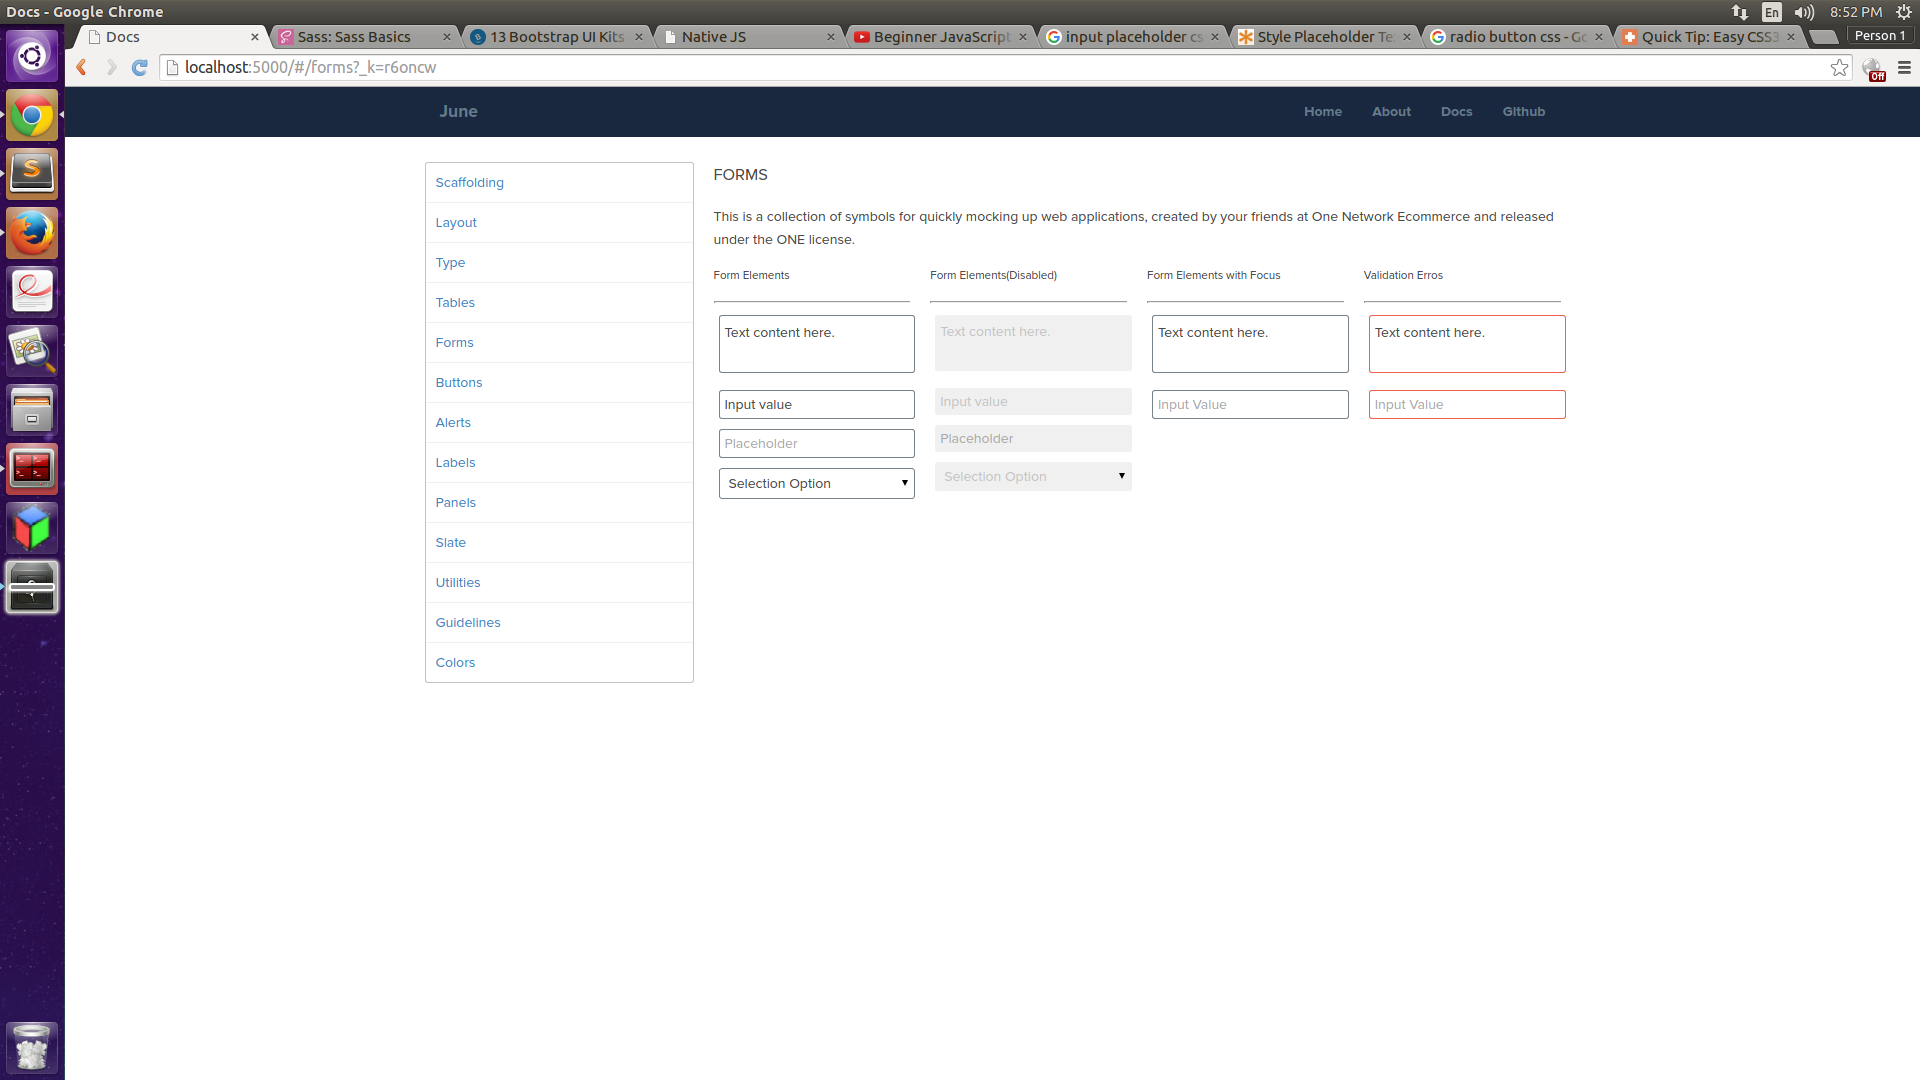 Docs - Google Chrome
En
8:52 PM
Docs
Sass: Sass Basics
13 Bootstrap UI Kits
Native JS
Beginner JavaScript
input placeholder cs
Style Placeholder Te
radio button css - Go
Quick Tip: Easy CSS3
Person 1
localhost:5000/#/forms?_k=r6oncw
Off
June
Home
About
Docs
Github
Scaffolding
Layout
Type
Tables
Forms
Buttons
Alerts
Labels
Panels
Slate
Utilities
Guidelines
Colors
FORMS
This is a collection of symbols for quickly mocking up web applications, created by your friends at One Network Ecommerce and released
under the ONE license.
Form Elements
Text content here.
Input value
Placeholder
Selection Option
Form Elements(Disabled)
Text content here.
Input value
Placeholder
Selection Option
Form Elements with Focus
Text content here.
Input Value
Validation Erros
Text content here.
Input Value